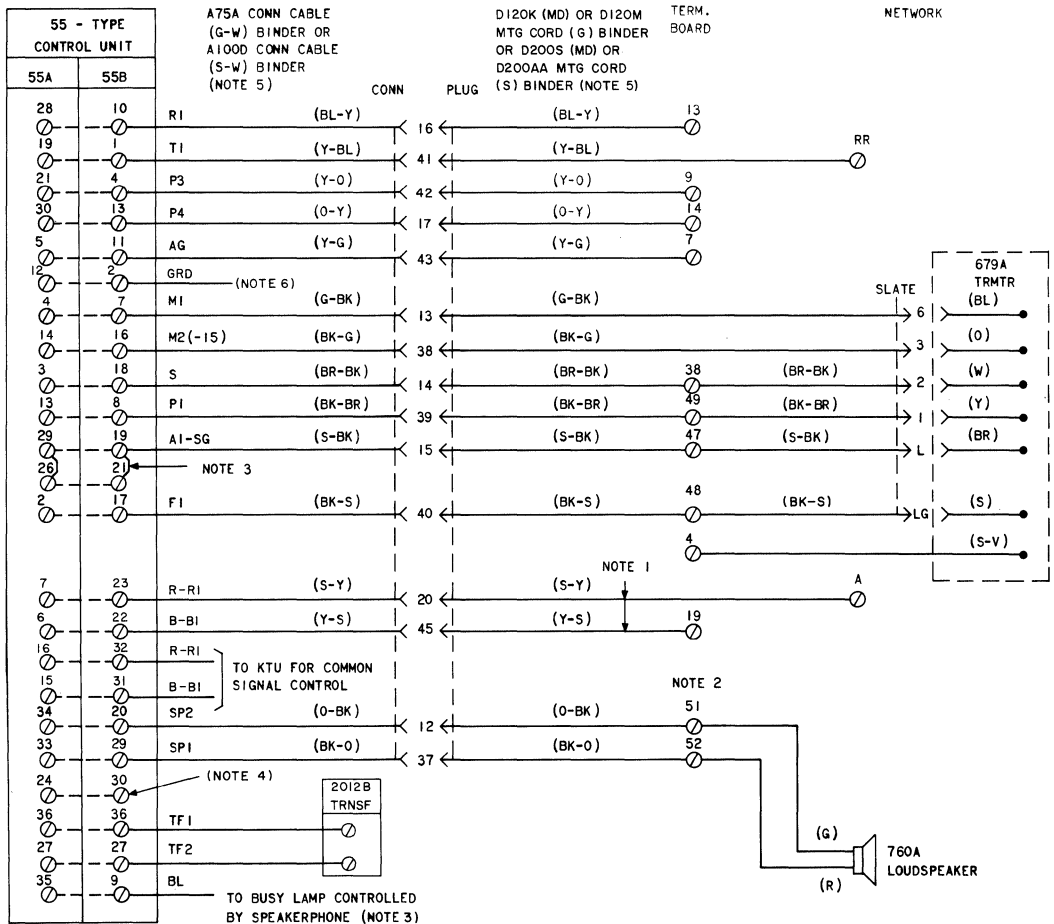 55 - TYPE
CONTROL UNIT
55A 55B
A75A CONN CABLE
(G-W) BINDER OR
A100D CONN CABLE
(S-W) BINDER
(NOTE 5)
CONN PLUG
D120K (MD) OR D120M
MTG CORD (G) BINDER
OR D200S (MD) OR
D200AA MTG CORD
(S) BINDER (NOTE 5)
TERM.
BOARD
NETWORK
28 10 R1 (BL-Y) 16 (BL-Y) 13
19 1 T1 (Y-BL) 41 (Y-BL) RR
21 4 P3 (Y-O) 42 (Y-O) 9
30 13 P4 (O-Y) 17 (O-Y) 14
5 11 AG (Y-G) 43 (Y-G) 7
12 2 GRD (NOTE 6)
679A
TRMTR
SLATE
4 7 M1 (G-BK) 13 (G-BK) 6 (BL)
14 16 M2(-15) (BK-G) 38 (BK-G) 3 (O)
3 18 S (BR-BK) 14 (BR-BK) 38 (BR-BK) 2 (W)
13 8 P1 (BK-BR) 39 (BK-BR) 49 (BK-BR) 1 (Y)
29 19 A1-SG (S-BK) 15 (S-BK) 47 (S-BK) L (BR)
26 21 NOTE 3
2 17 F1 (BK-S) 40 (BK-S) 48 (BK-S) LG (S)
4 (S-V)
NOTE 1
7 23 R-R1 (S-Y) 20 (S-Y) A
6 22 B-B1 (Y-S) 45 (Y-S) 19
16 32 R-R1
15 31 B-B1
TO KTU FOR COMMON
SIGNAL CONTROL
NOTE 2
34 20 SP2 (O-BK) 12 (O-BK) 51
33 29 SP1 (BK-O) 37 (BK-O) 52
24 30 (NOTE 4)
2012B
TRNSF
36 36 TF1
27 27 TF2
35 9 BL
TO BUSY LAMP CONTROLLED
BY SPEAKERPHONE (NOTE 3)
(G)
(R)
760A
LOUDSPEAKER